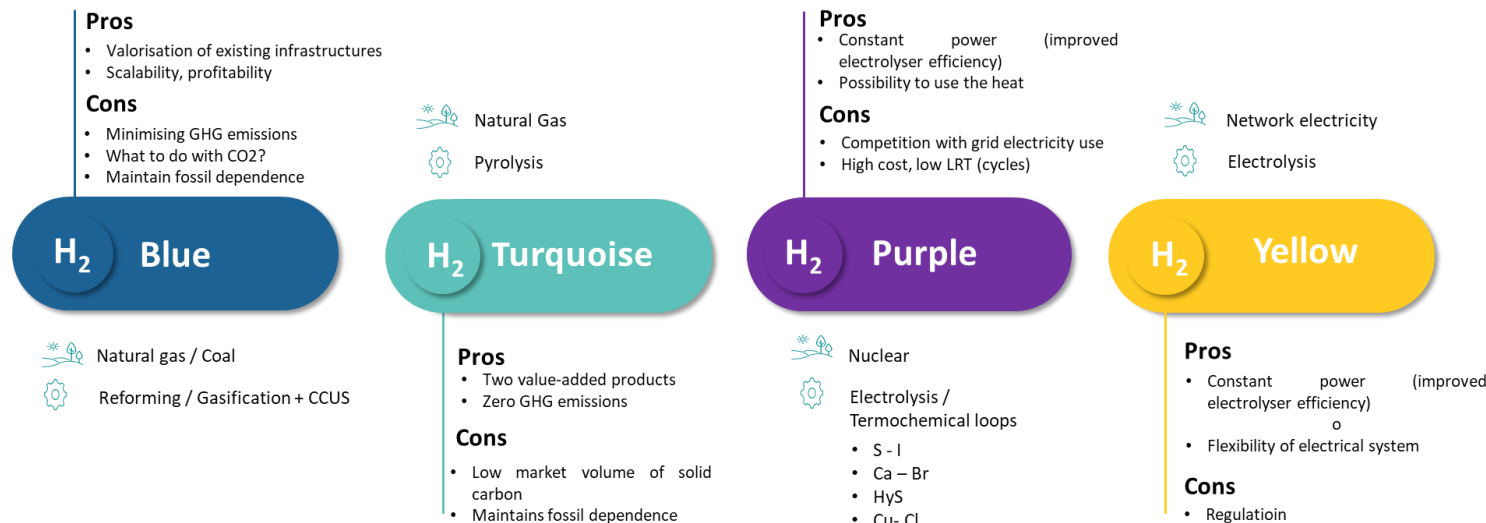 Pros
• Valorisation of existing infrastructures
• Scalability, profitability
Cons
• Minimising GHG emissions
• What to do with CO2?
• Maintain fossil dependence
H2 Blue
Natural gas / Coal
Reforming / Gasification + CCUS
Natural Gas
Pyrolysis
H2 Turquoise
Pros
• Two value-added products
• Zero GHG emissions
Cons
• Low market volume of solid
carbon
• Maintains fossil dependence
Pros
• Constant power (improved
electrolyser efficiency)
• Possibility to use the heat
Cons
• Competition with grid electricity use
• High cost, low LRT (cycles)
H2 Purple
Nuclear
Electrolysis /
Termochemical loops
• S - I
• Ca – Br
• HyS
• Cu- Cl
Network electricity
Electrolysis
H2 Yellow
Pros
• Constant power (improved
electrolyser efficiency)
o
• Flexibility of electrical system
Cons
• Regulatioin